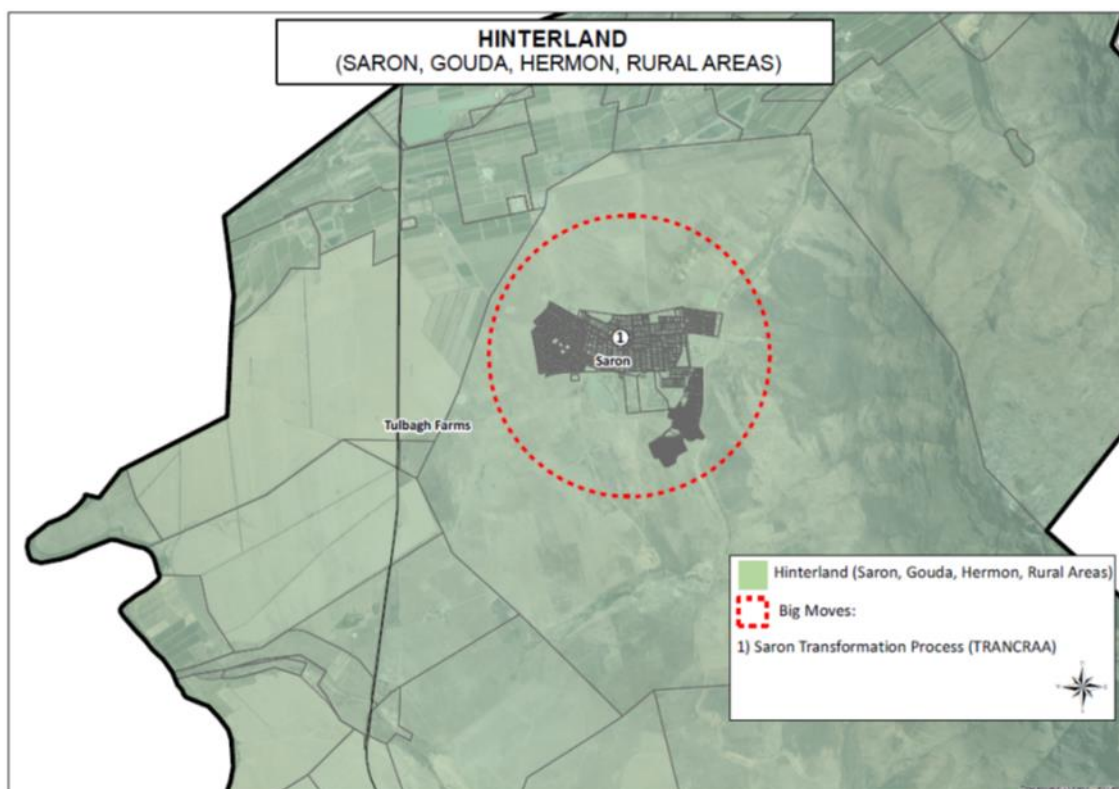 HINTERLAND
(SARON, GOUDA, HERMON, RURAL AREAS)
1
Saron
Tulbagh Farms
Hinterland (Saron, Gouda, Hermon, Rural Areas)
Big Moves:
1) Saron Transformation Process (TRANCRAA)